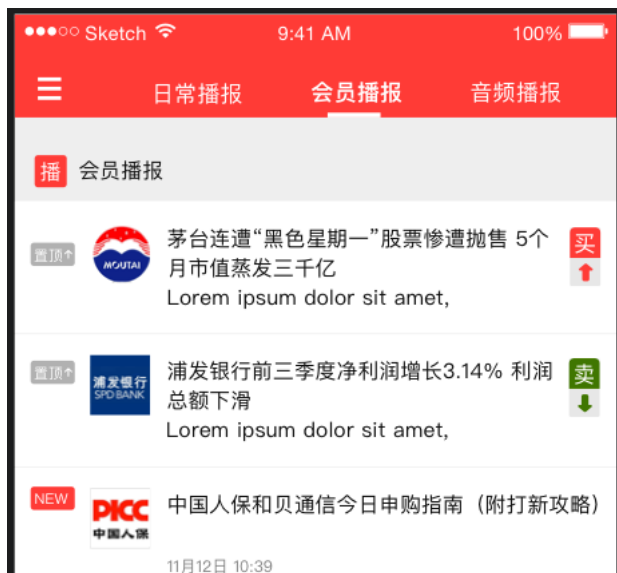 Sketch 9:41 AM 100%
日常播报 会员播报 音频播报
播 会员播报
置顶 MOUTAI 茅台连遭“黑色星期一”股票惨遭抛售 5个 买
月市值蒸发三千亿
Lorem ipsum dolor sit amet,
置顶 浦发银行 SPD BANK 浦发银行前三季度净利润增长3.14% 利润 卖
总额下滑
Lorem ipsum dolor sit amet,
NEW PICC 中国人保 中国人保和贝通信今日申购指南（附打新攻略）
11月12日 10:39